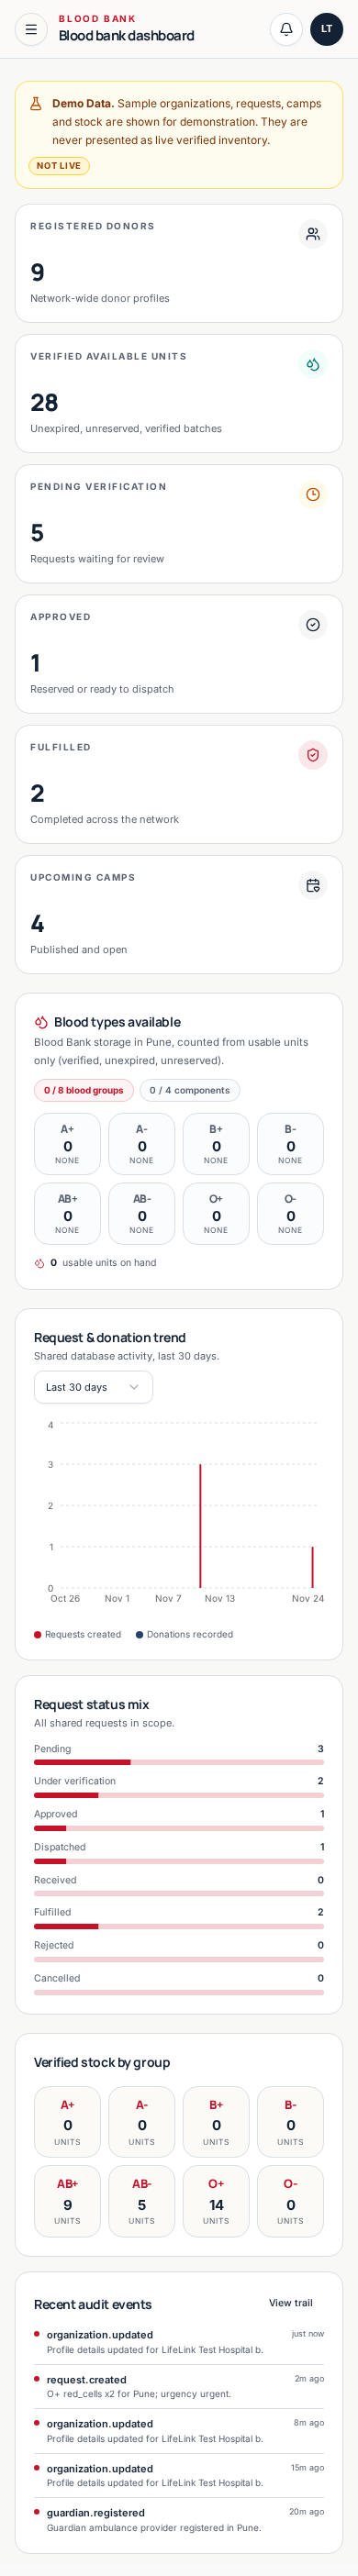 BLOOD BANK
Blood bank dashboard
LT
Demo Data. Sample organizations, requests, camps
and stock are shown for demonstration. They are
never presented as live verified inventory.
NOT LIVE
REGISTERED DONORS
9
Network-wide donor profiles
VERIFIED AVAILABLE UNITS
28
Unexpired, unreserved, verified batches
PENDING VERIFICATION
5
Requests waiting for review
APPROVED
1
Reserved or ready to dispatch
FULFILLED
2
Completed across the network
UPCOMING CAMPS
4
Published and open
Blood types available
Blood Bank storage in Pune, counted from usable units
only (verified, unexpired, unreserved).
0 / 8 blood groups 0 / 4 components
A+ A- B+ B-
0 0 0 0
NONE NONE NONE NONE
AB+ AB- O+ O-
0 0 0 0
NONE NONE NONE NONE
0 usable units on hand
Request & donation trend
Shared database activity, last 30 days.
Last 30 days
4
3
2
1
0
Oct 26 Nov 1 Nov 7 Nov 13 Nov 24
Requests created Donations recorded
Request status mix
All shared requests in scope.
Pending 3
Under verification 2
Approved 1
Dispatched 1
Received 0
Fulfilled 2
Rejected 0
Cancelled 0
Verified stock by group
A+ A- B+ B-
0 0 0 0
UNITS UNITS UNITS UNITS
AB+ AB- O+ O-
9 5 14 0
UNITS UNITS UNITS UNITS
Recent audit events View trail
organization.updated just now
Profile details updated for LifeLink Test Hospital b.
request.created 2m ago
O+ red_cells x2 for Pune; urgency urgent.
organization.updated 8m ago
Profile details updated for LifeLink Test Hospital b.
organization.updated 15m ago
Profile details updated for LifeLink Test Hospital b.
guardian.registered 20m ago
Guardian ambulance provider registered in Pune.